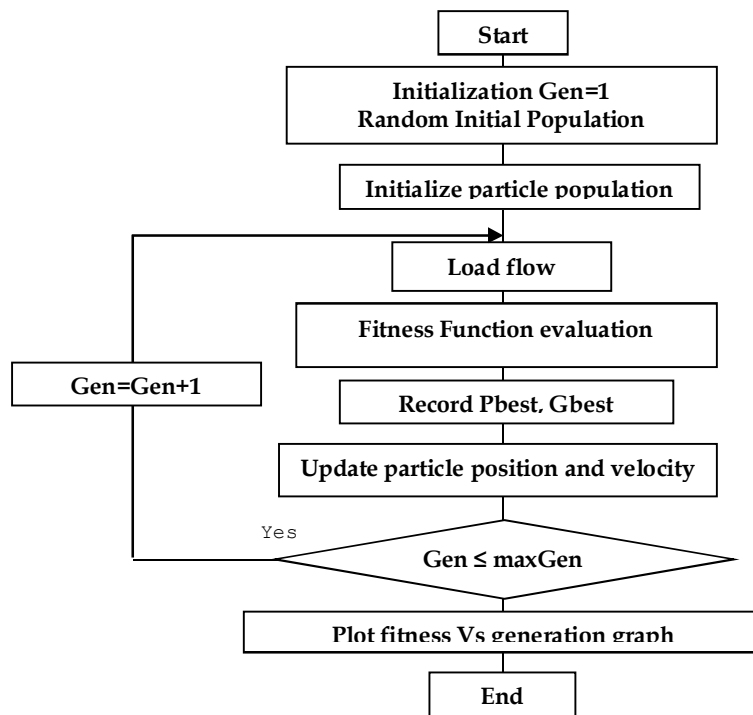 Start
Initialization Gen=1
Random Initial Population
Initialize particle population
Load flow
Fitness Function evaluation
Gen=Gen+1
Record Pbest, Gbest
Update particle position and velocity
Yes
Gen ≤ maxGen
Plot fitness Vs generation graph
End